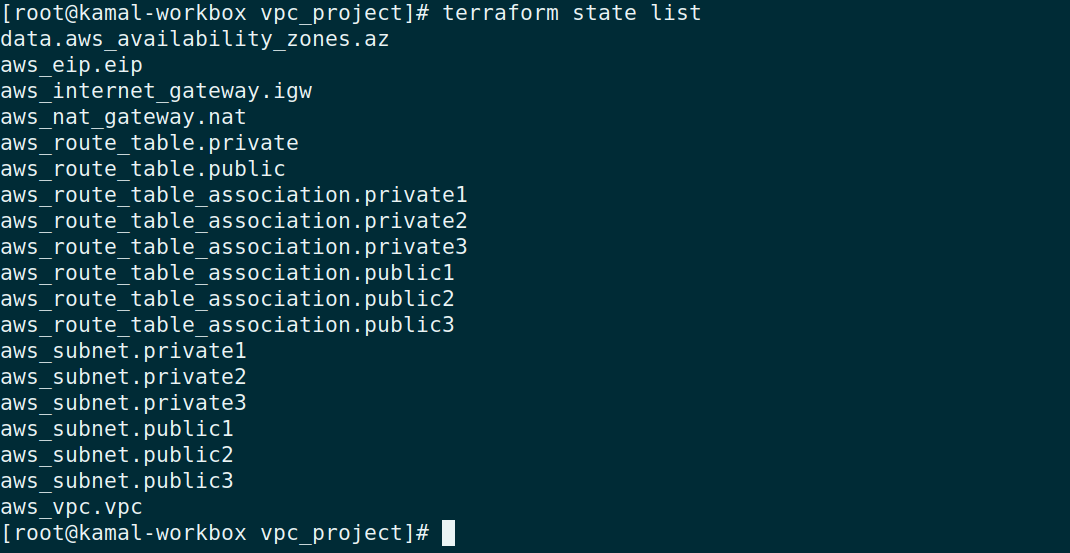 [root@kamal-workbox vpc_project]# terraform state list
data.aws_availability_zones.az
aws_eip.eip
aws_internet_gateway.igw
aws_nat_gateway.nat
aws_route_table.private
aws_route_table.public
aws_route_table_association.private1
aws_route_table_association.private2
aws_route_table_association.private3
aws_route_table_association.public1
aws_route_table_association.public2
aws_route_table_association.public3
aws_subnet.private1
aws_subnet.private2
aws_subnet.private3
aws_subnet.public1
aws_subnet.public2
aws_subnet.public3
aws_vpc.vpc
[root@kamal-workbox vpc_project]#